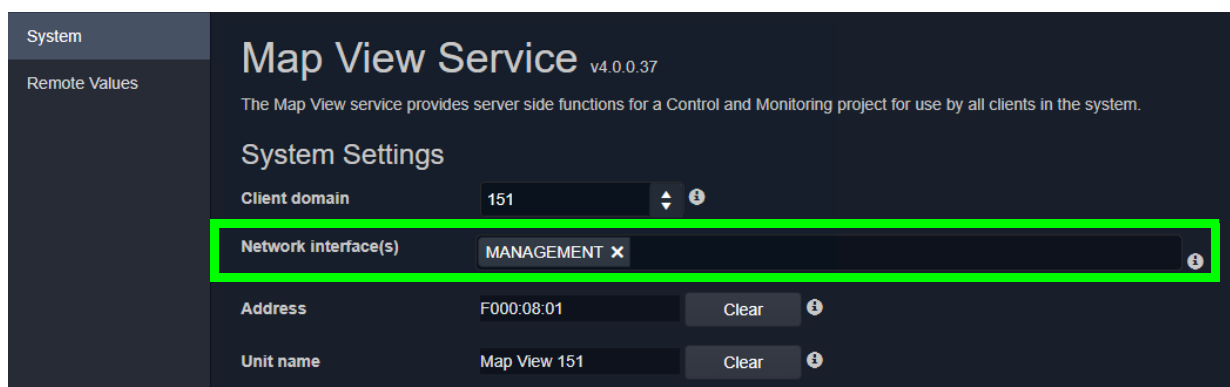 System
Remote Values
Map View Service v4.0.0.37
The Map View service provides server side functions for a Control and Monitoring project for use by all clients in the system.
System Settings
Client domain 151
Network interface(s) MANAGEMENT ×
Address F000:08:01 Clear
Unit name Map View 151 Clear